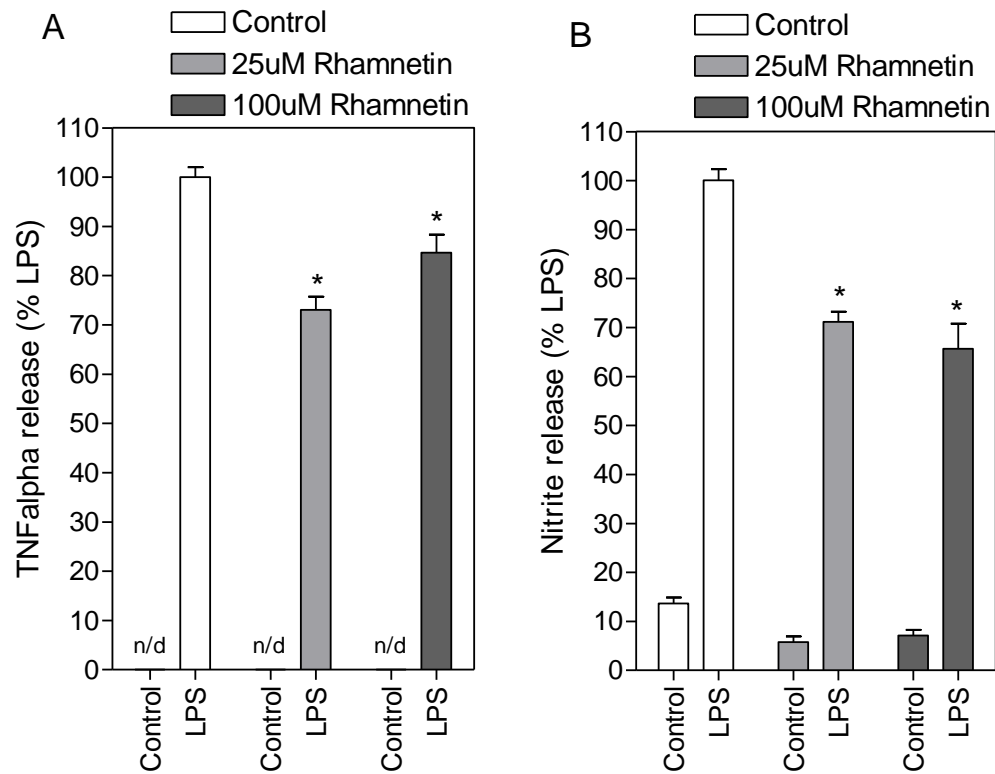 A
Control
25uM Rhamnetin
100uM Rhamnetin
TNFalpha release (% LPS)
110
100
90
80
70
60
50
40
30
20
10
0
*
*
n/d
n/d
n/d
Control
LPS
Control
LPS
Control
LPS
B
Control
25uM Rhamnetin
100uM Rhamnetin
Nitrite release (% LPS)
110
100
90
80
70
60
50
40
30
20
10
0
*
*
Control
LPS
Control
LPS
Control
LPS